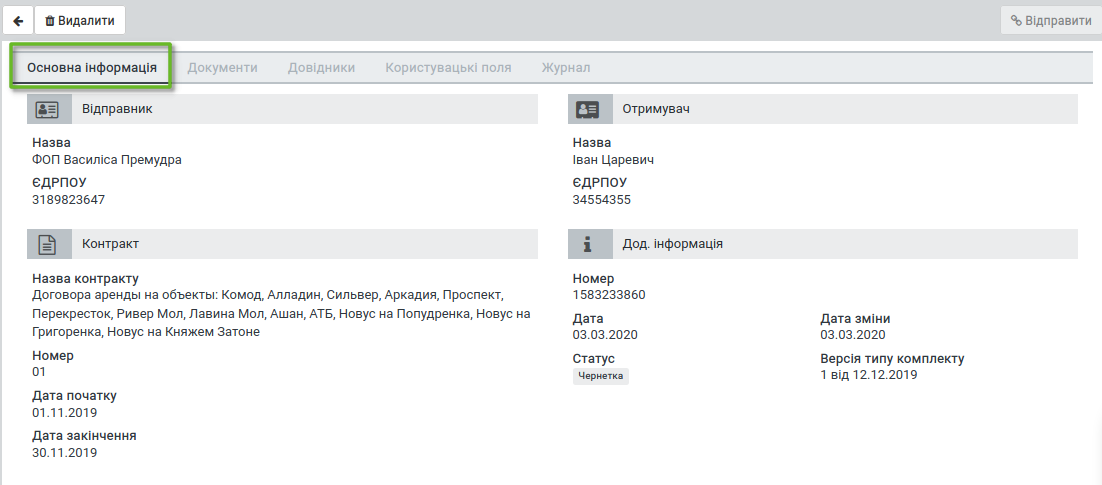 Видалити
Відправити
Основна інформація
Документи
Довідники
Користувацькі поля
Журнал
Відправник
Назва
ФОП Василіса Премудра
ЄДРПОУ
3189823647
Отримувач
Назва
Іван Царевич
ЄДРПОУ
34554355
Контракт
Назва контракту
Договора аренды на объекты: Комод, Алладин, Сильвер, Аркадия, Проспект,
Перекресток, Ривер Мол, Лавина Мол, Ашан, АТБ, Новус на Попудренка, Новус на
Григоренка, Новус на Княжем Затоне
Номер
01
Дата початку
01.11.2019
Дата закінчення
30.11.2019
Дод. інформація
Номер
1583233860
Дата
03.03.2020
Дата зміни
03.03.2020
Статус
Чернетка
Версія типу комплекту
1 від 12.12.2019